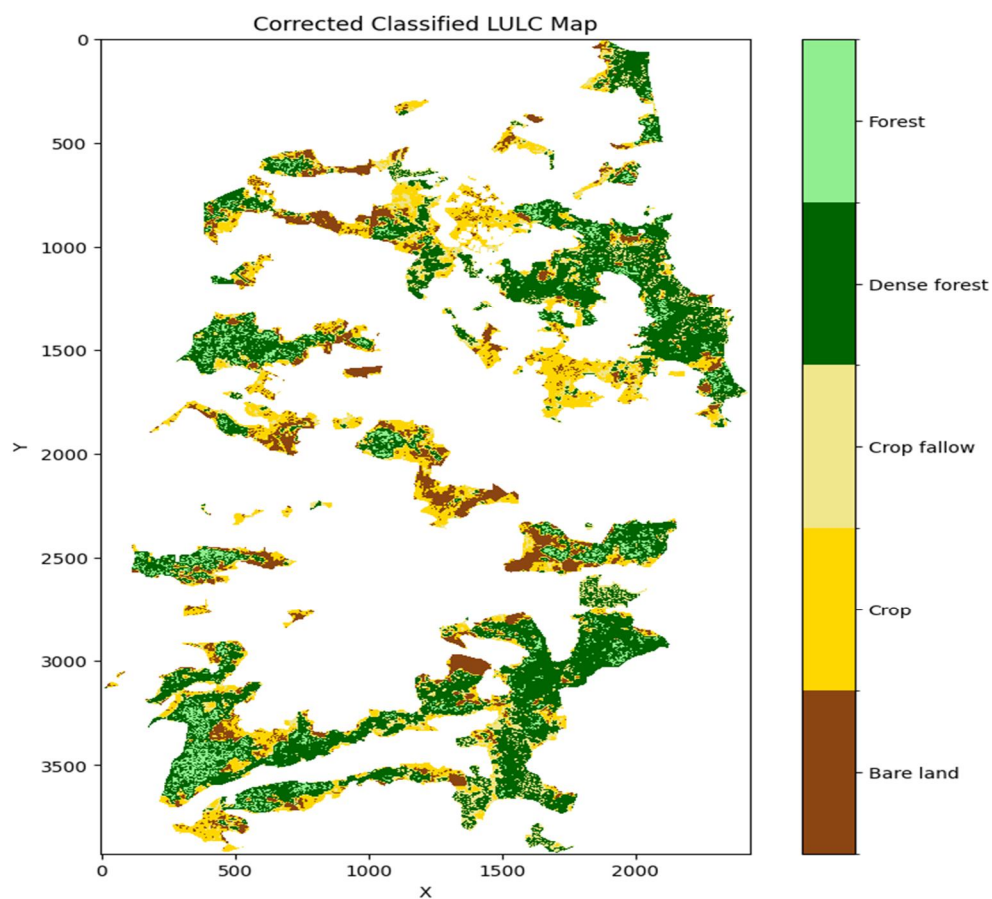 Corrected Classified LULC Map
0
500
1000
1500
2000
2500
3000
3500
Y
0
500
1000
1500
2000
X
Forest
Dense forest
Crop fallow
Crop
Bare land